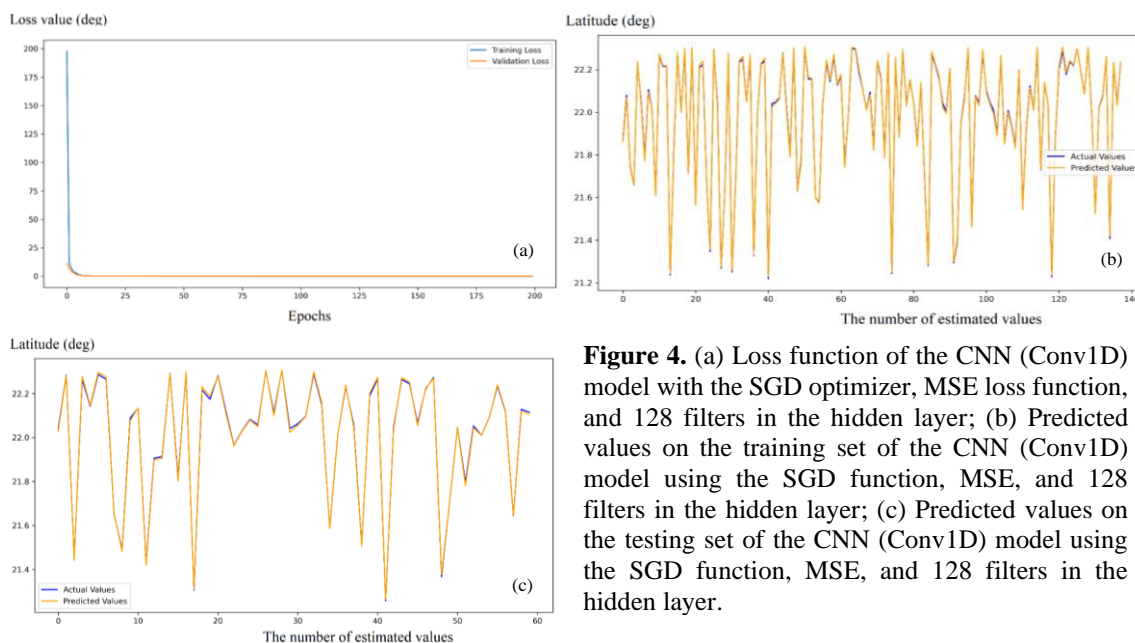 Loss value (deg)
200
175
150
125
100
75
50
25
0
Training Loss
Validation Loss
(a)
0 25 50 75 100 125 150 175 200
Epochs
Latitude (deg)
22.2
22.0
21.8
21.6
21.4
21.2
Actual Values
Predicted Values
(b)
0 20 40 60 80 100 120 140
The number of estimated values
Latitude (deg)
22.2
22.0
21.8
21.6
21.4
Actual Values
Predicted Values
(c)
0 10 20 30 40 50 60
The number of estimated values
Figure 4. (a) Loss function of the CNN (Conv1D)
model with the SGD optimizer, MSE loss function,
and 128 filters in the hidden layer; (b) Predicted
values on the training set of the CNN (Conv1D)
model using the SGD function, MSE, and 128
filters in the hidden layer; (c) Predicted values on
the testing set of the CNN (Conv1D) model using
the SGD function, MSE, and 128 filters in the
hidden layer.